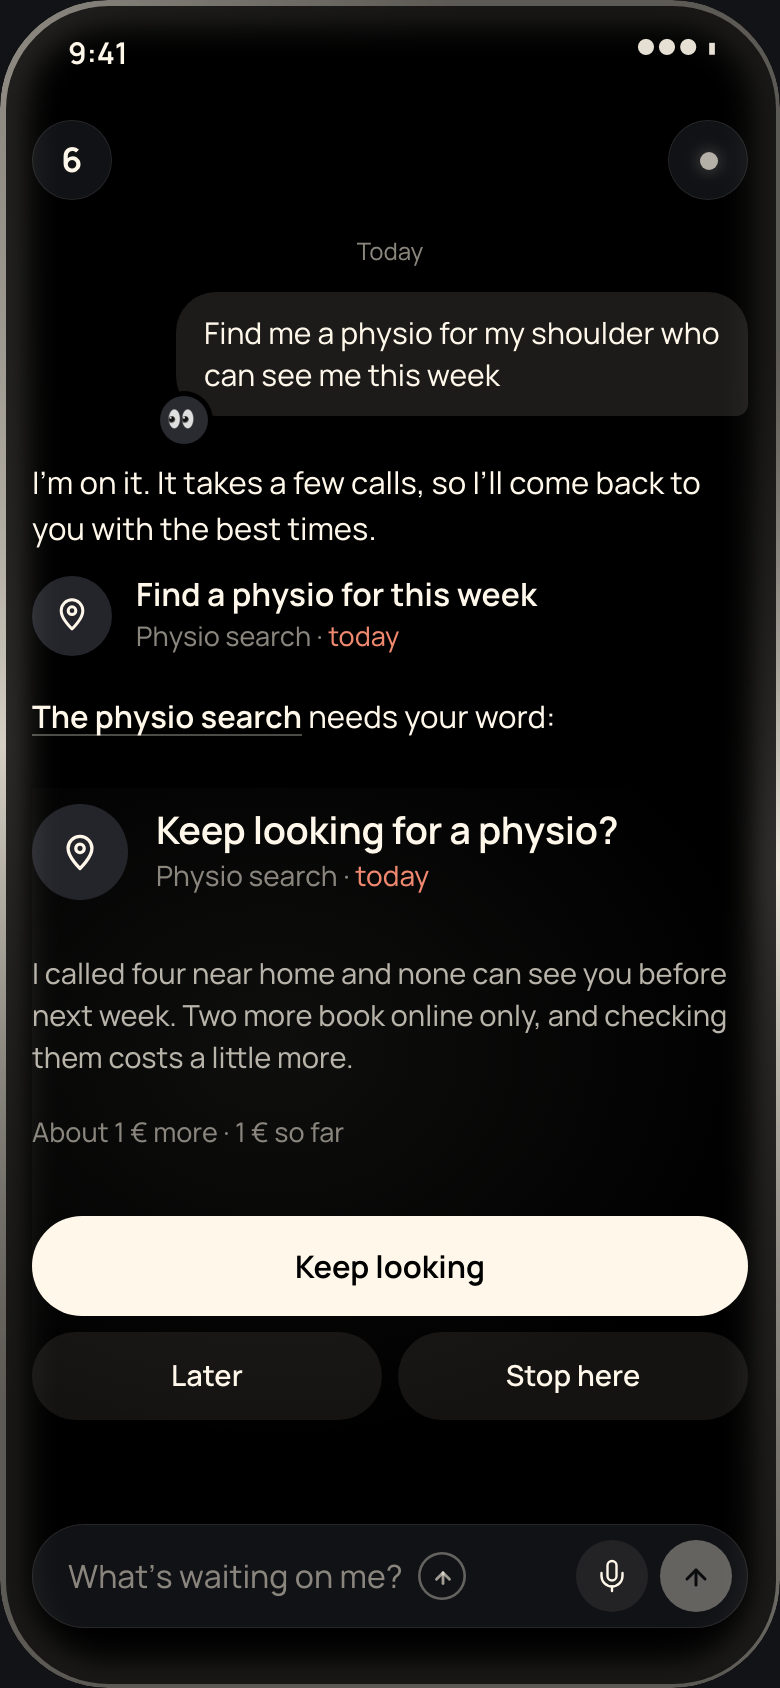 9:41
6
Today
Find me a physio for my shoulder who
can see me this week
I'm on it. It takes a few calls, so I'll come back to
you with the best times.
Find a physio for this week
Physio search · today
The physio search needs your word:
Keep looking for a physio?
Physio search · today
I called four near home and none can see you before
next week. Two more book online only, and checking
them costs a little more.
About 1 € more · 1 € so far
Keep looking
Later
Stop here
What's waiting on me?